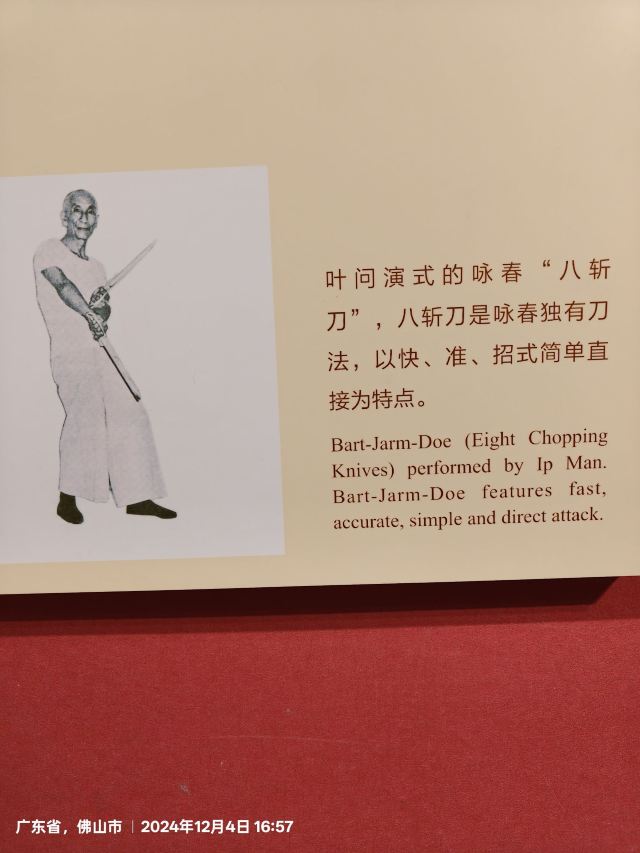 叶问演式的咏春“八斩
刀”，八斩刀是咏春独有刀
法，以快、准、招式简单直
接为特点。
Bart-Jarm-Doe (Eight Chopping
Knives) performed by Ip Man.
Bart-Jarm-Doe features fast,
accurate, simple and direct attack.
广东省，佛山市 | 2024年12月4日 16:57